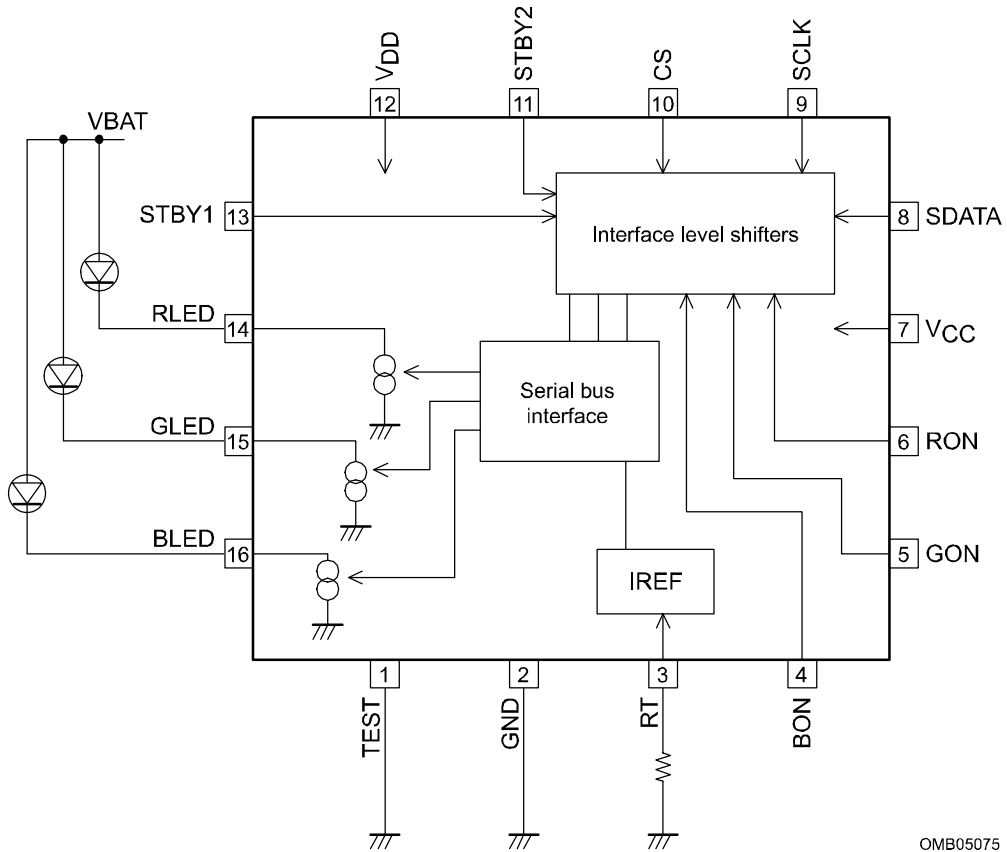 VDD
STBY2
CS
SCLK
12
11
10
9
VBAT
STBY1
13
Interface level shifters
8
SDATA
RLED
14
7
VCC
Serial bus
interface
GLED
15
6
RON
BLED
16
5
GON
IREF
1
2
3
4
TEST
GND
RT
BON
OMB05075